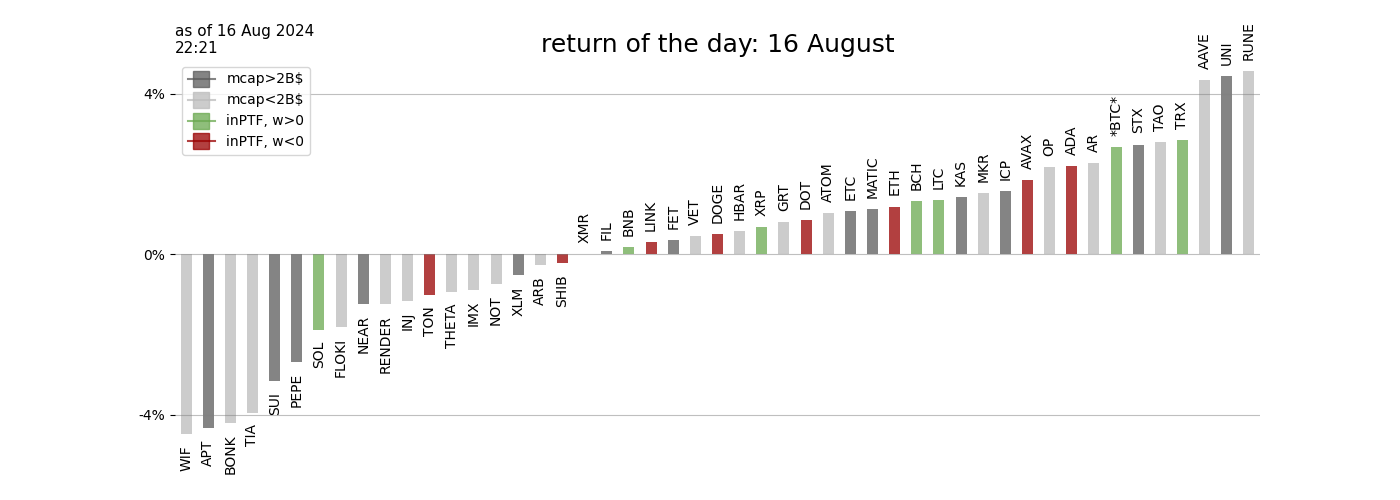 as of 16 Aug 2024
22:21
return of the day: 16 August
mcap>2B$
mcap<2B$
inPTF, w>0
inPTF, w<0
4%
0%
-4%
WIF
APT
BONK
TIA
SUI
PEPE
SOL
FLOKI
NEAR
RENDER
INJ
TON
THETA
IMX
NOT
XLM
ARB
SHIB
XMR
FIL
BNB
LINK
FET
VET
DOGE
HBAR
XRP
GRT
DOT
ATOM
ETC
MATIC
ETH
BCH
LTC
KAS
MKR
ICP
AVAX
OP
ADA
AR
*BTC*
STX
TAO
TRX
AAVE
UNI
RUNE